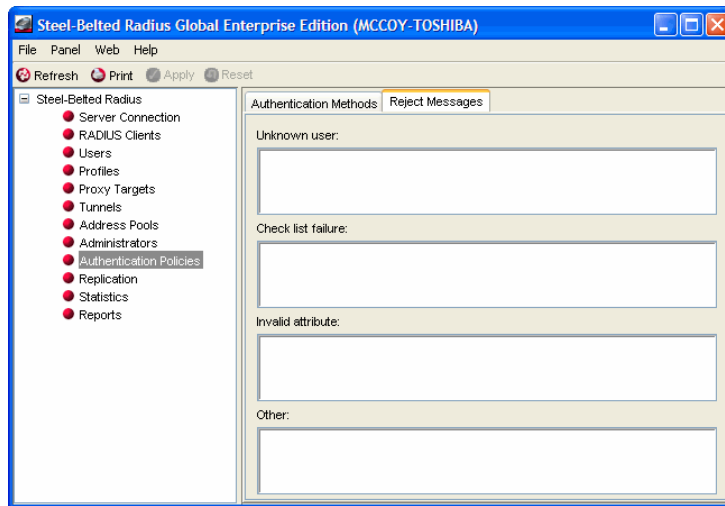 Steel-Belted Radius Global Enterprise Edition (MCCOY-TOSHIBA)
File Panel Web Help
Refresh Print Apply Reset
Steel-Belted Radius
Server Connection
RADIUS Clients
Users
Profiles
Proxy Targets
Tunnels
Address Pools
Administrators
Authentication Policies
Replication
Statistics
Reports
Authentication Methods Reject Messages
Unknown user:
Check list failure:
Invalid attribute:
Other: